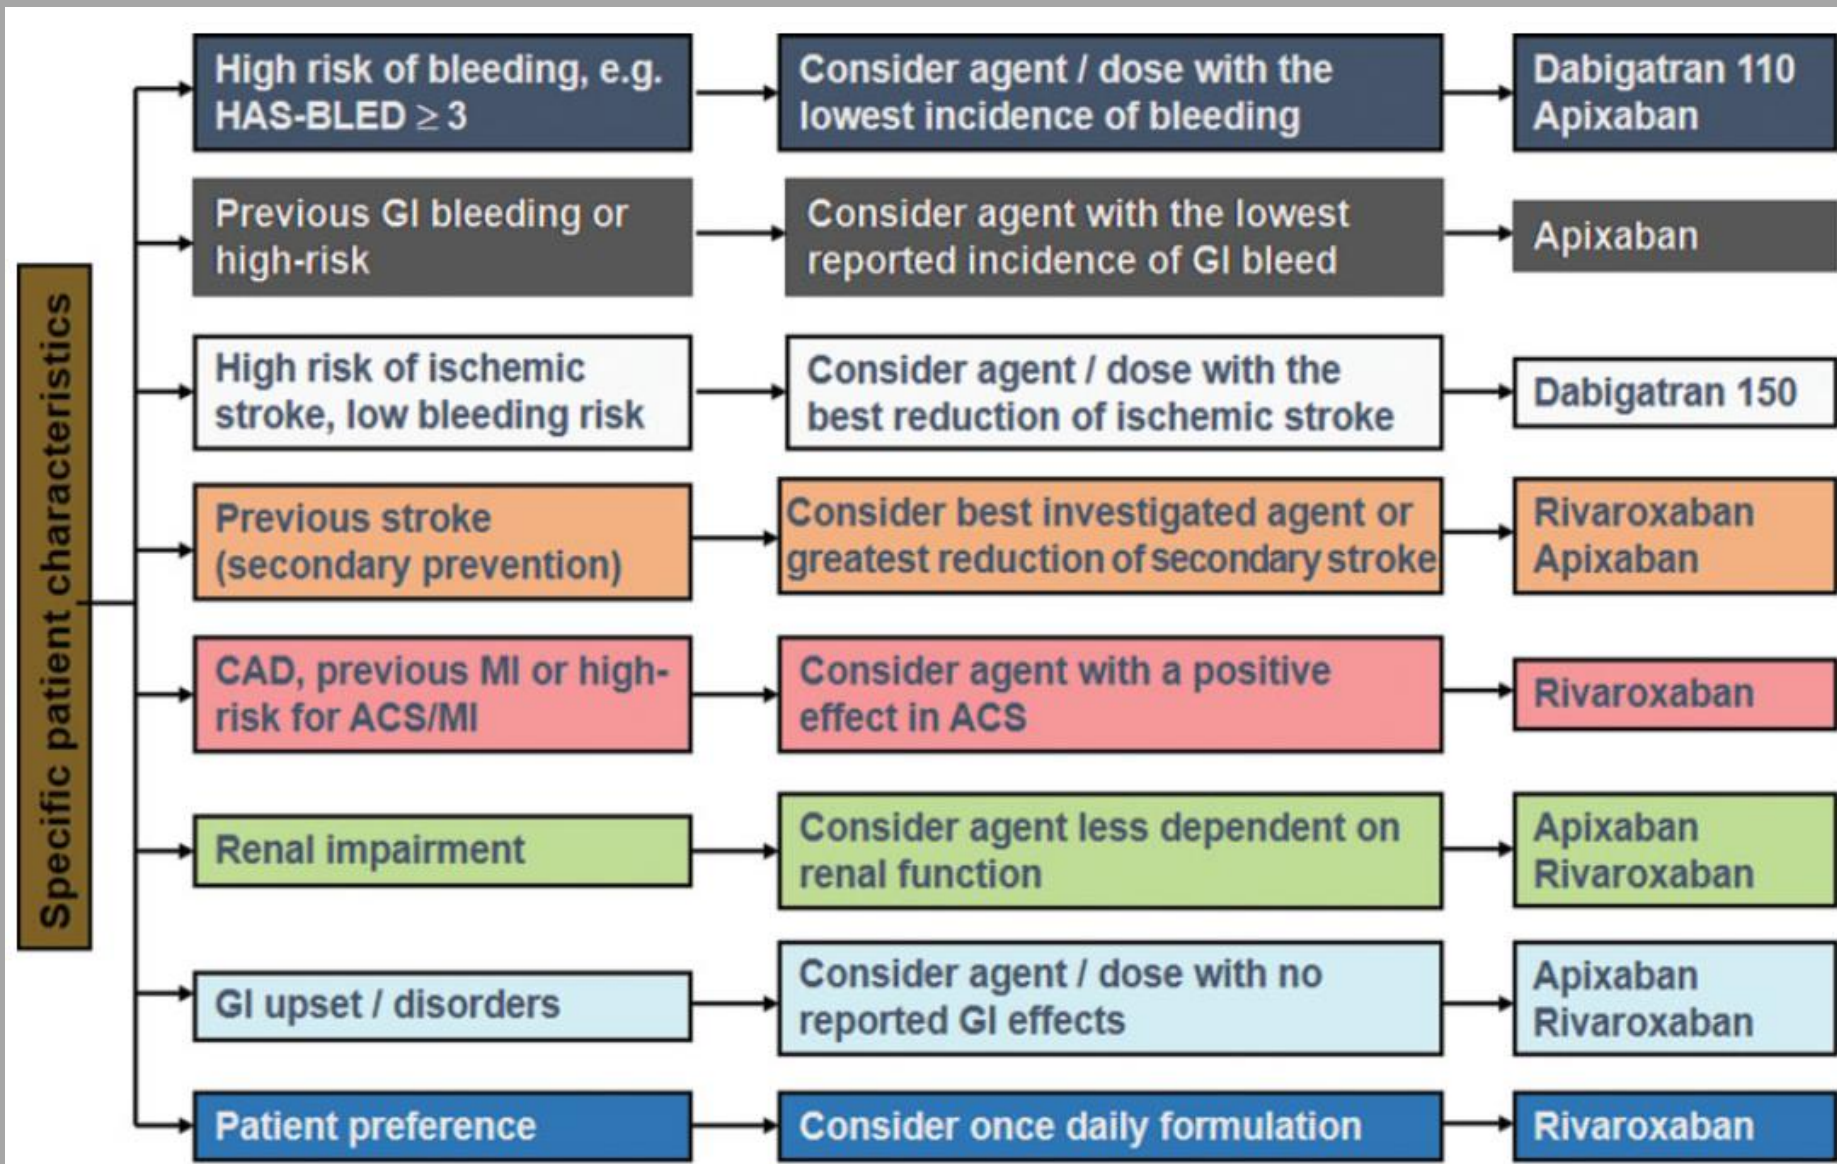 Specific patient characteristics
High risk of bleeding, e.g.
HAS-BLED ≥ 3
Consider agent / dose with the
lowest incidence of bleeding
Dabigatran 110
Apixaban
Previous GI bleeding or
high-risk
Consider agent with the lowest
reported incidence of GI bleed
Apixaban
High risk of ischemic
stroke, low bleeding risk
Consider agent / dose with the
best reduction of ischemic stroke
Dabigatran 150
Previous stroke
(secondary prevention)
Consider best investigated agent or
greatest reduction of secondary stroke
Rivaroxaban
Apixaban
CAD, previous MI or high-
risk for ACS/MI
Consider agent with a positive
effect in ACS
Rivaroxaban
Renal impairment
Consider agent less dependent on
renal function
Apixaban
Rivaroxaban
GI upset / disorders
Consider agent / dose with no
reported GI effects
Apixaban
Rivaroxaban
Patient preference
Consider once daily formulation
Rivaroxaban